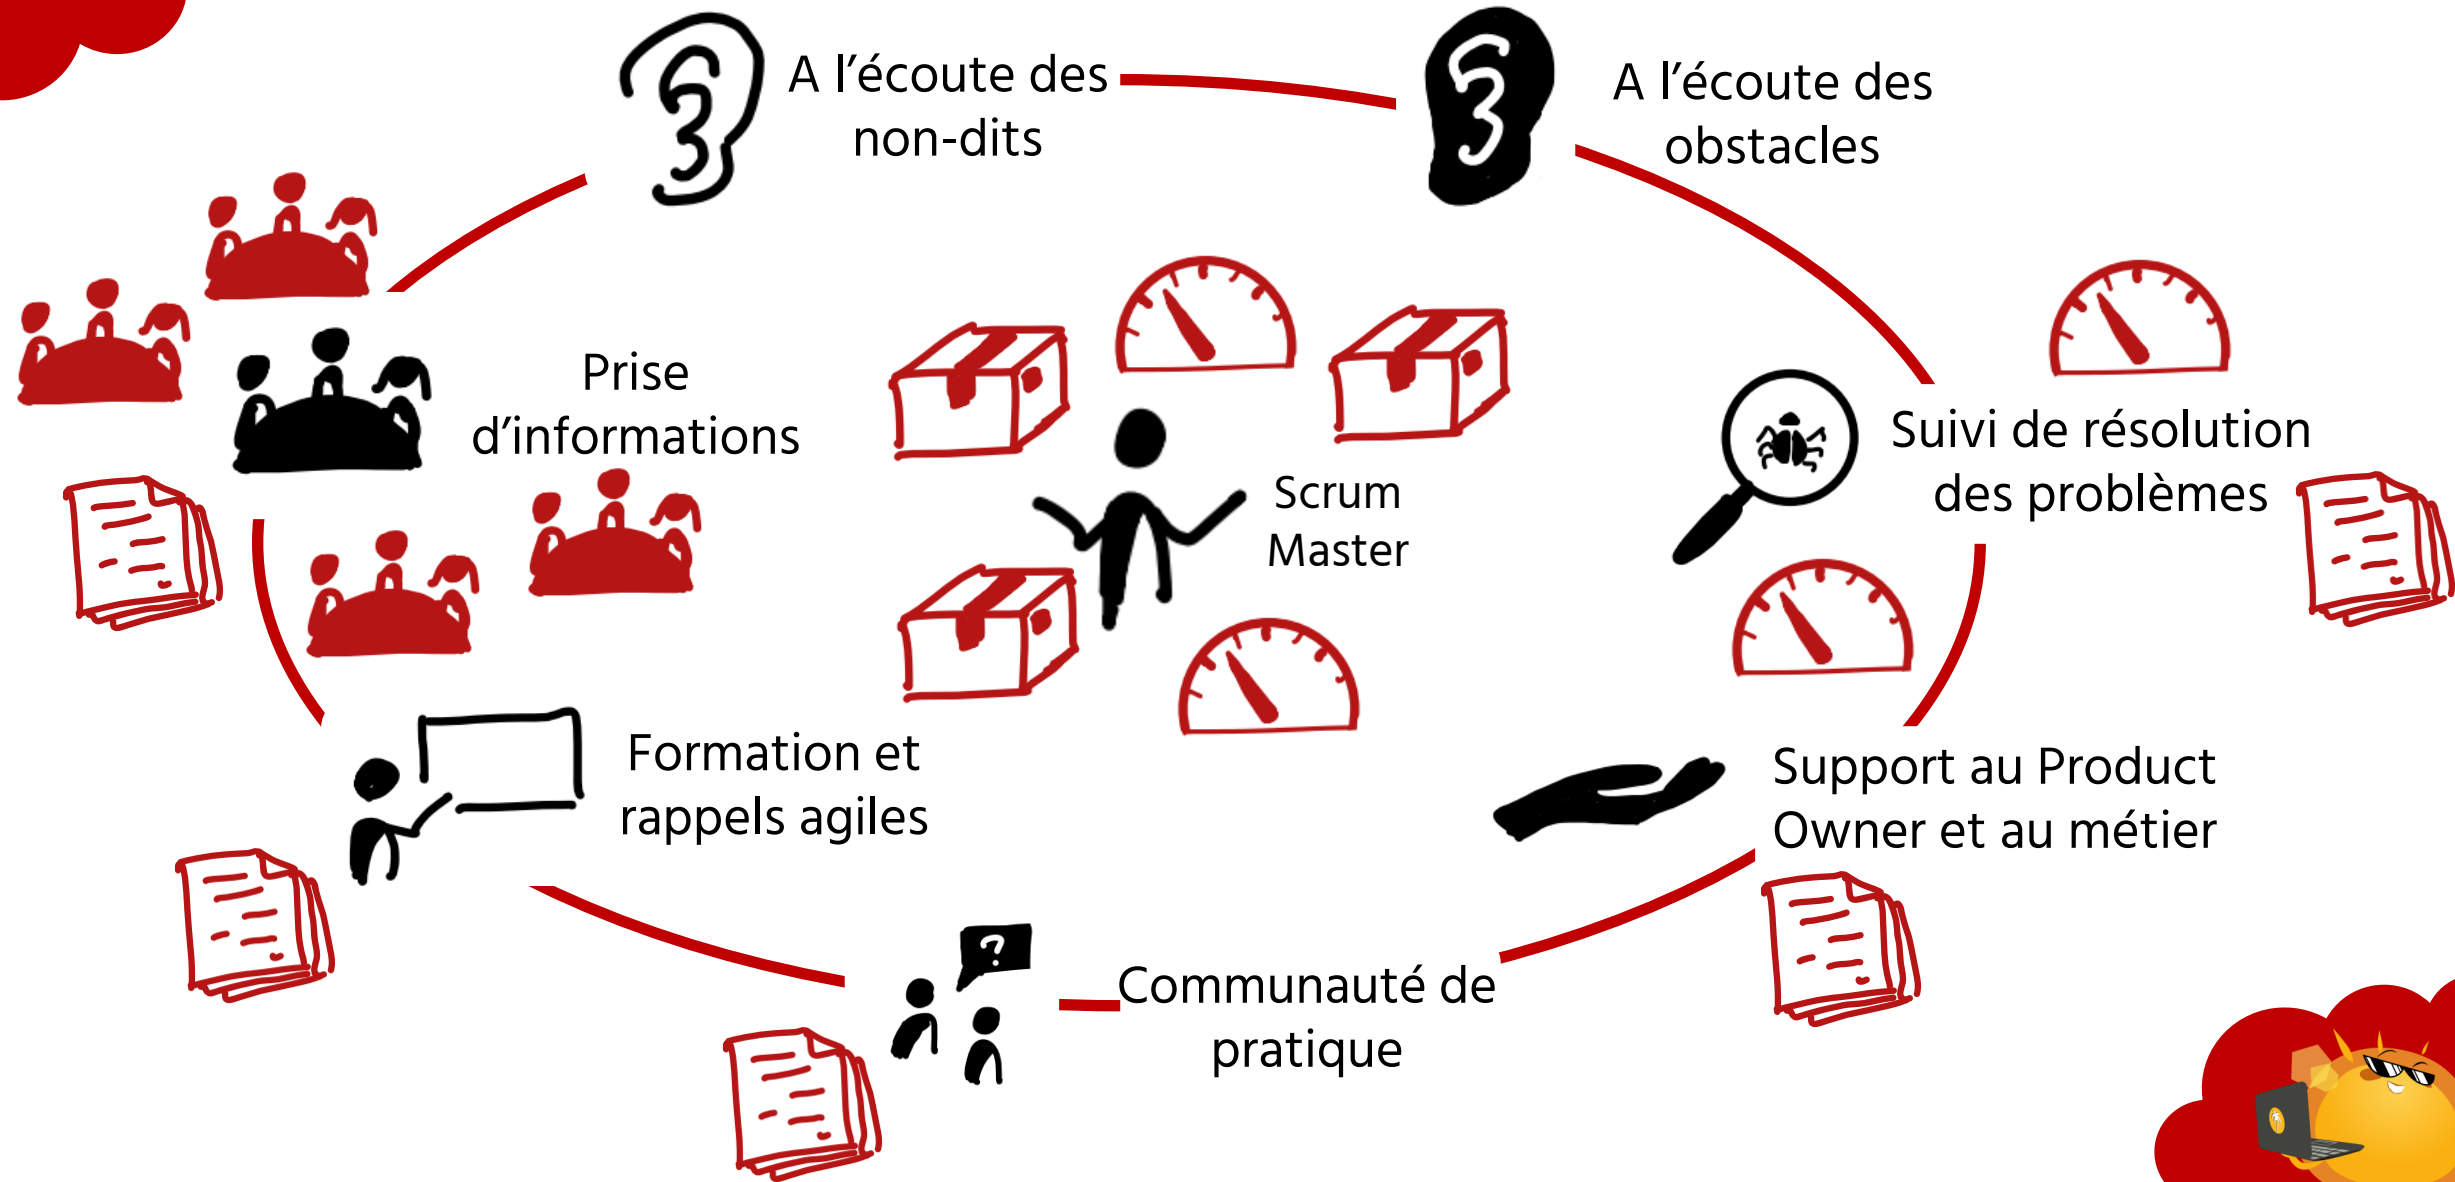 A l'écoute des
non-dits
A l'écoute des
obstacles
Prise
d'informations
Scrum
Master
Suivi de résolution
des problèmes
Formation et
rappels agiles
Support au Product
Owner et au métier
?
Communauté de
pratique